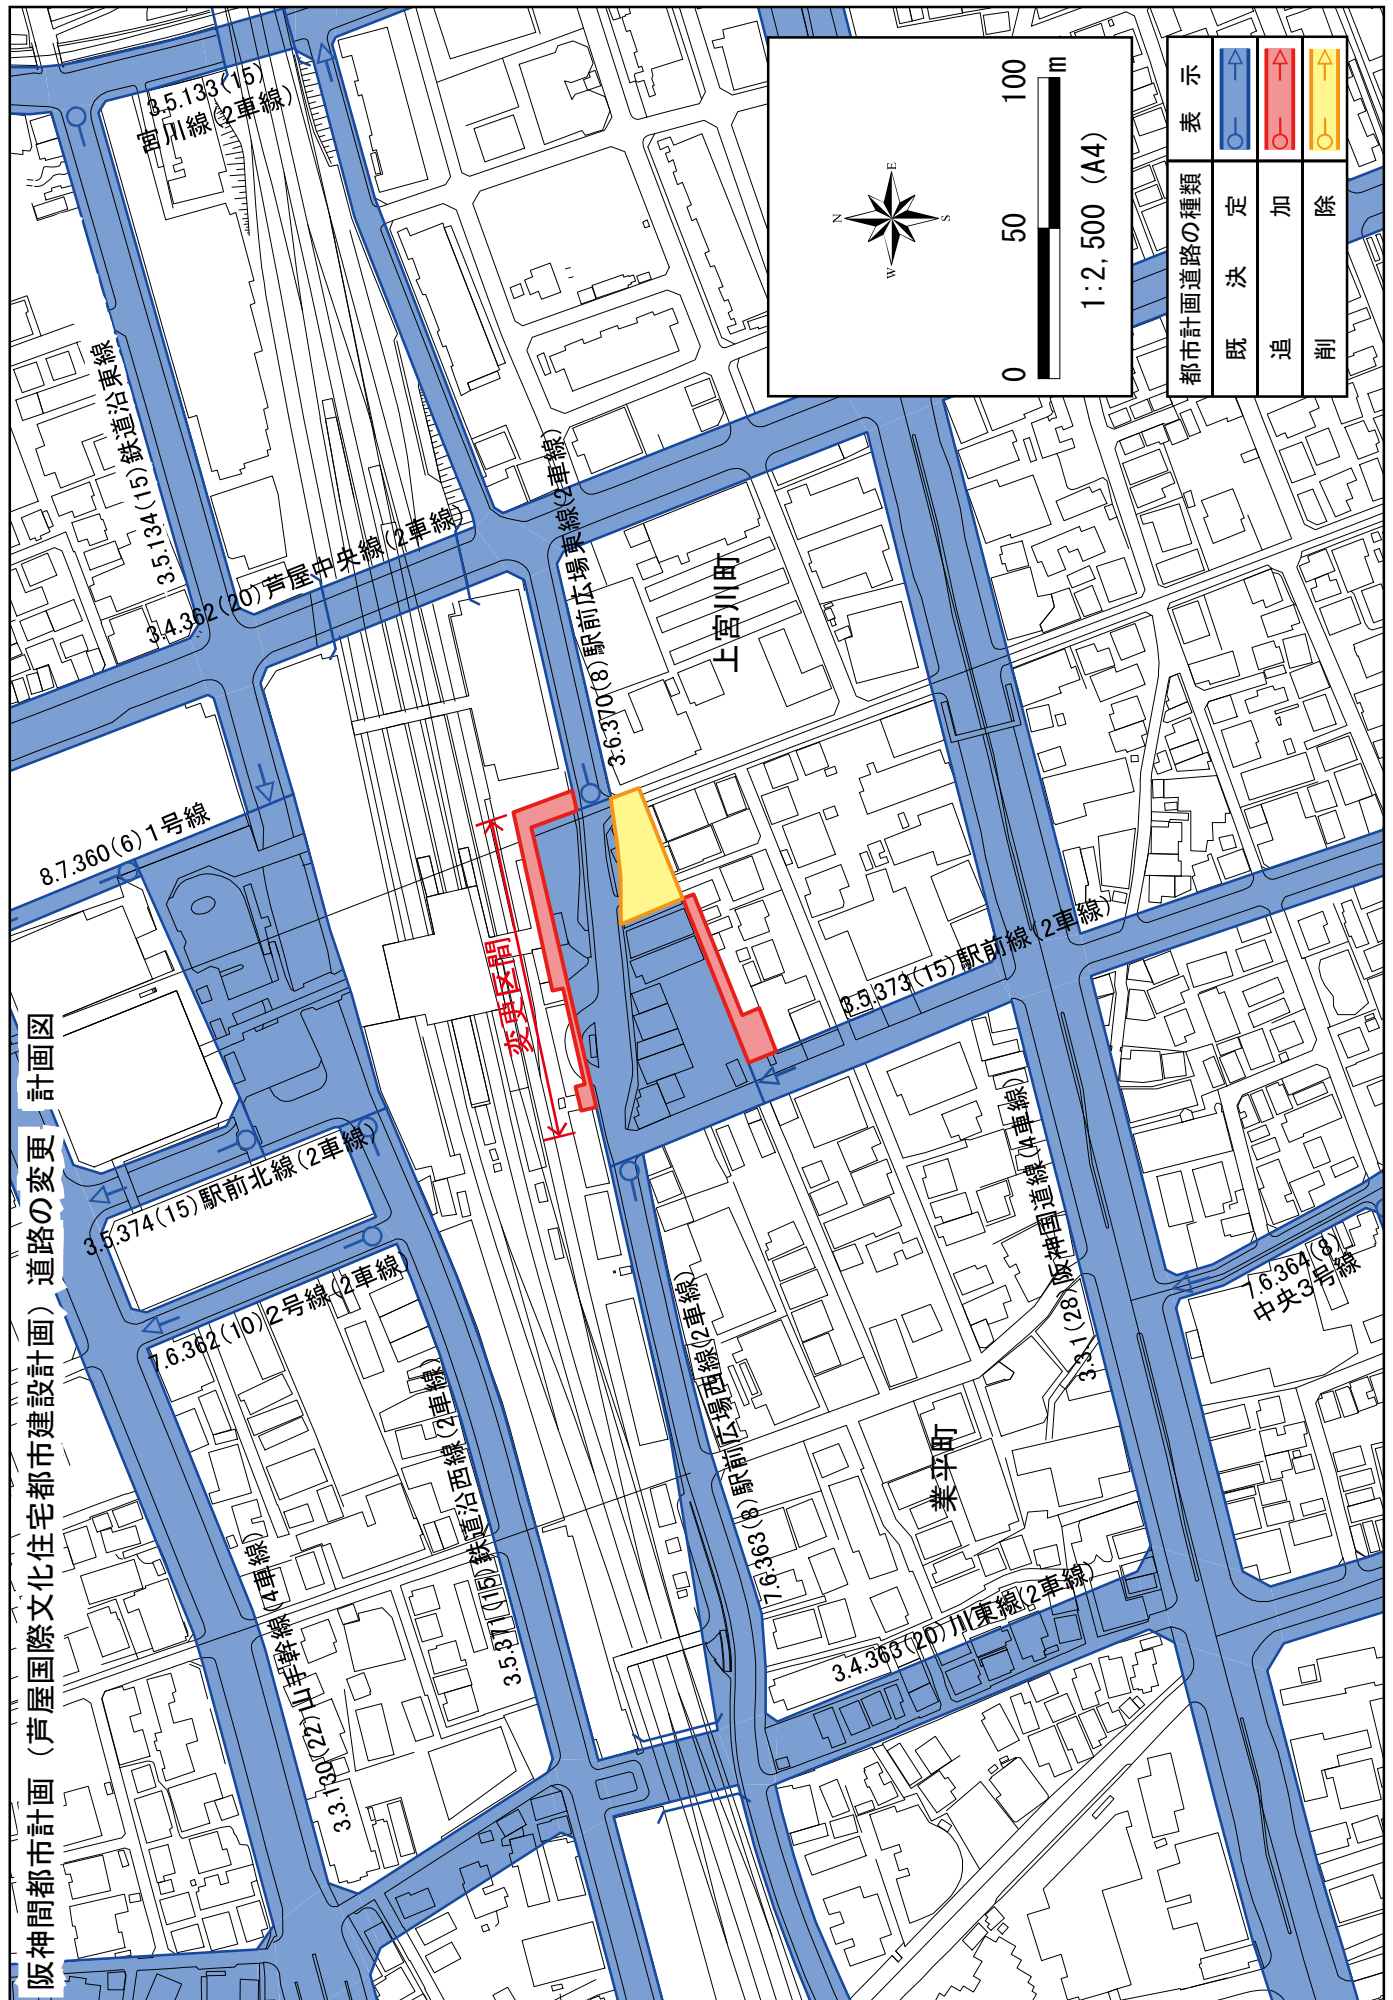 阪神間都市計画（芦屋国際文化住宅都市建設計画）道路の変更　計画図
3.5.133(15)
宮川線(2車線)
3.5.134(15)鉄道沿東線
3.4.362(20)芦屋中央線(2車線)
8.7.360(6)1号線
3.6.370(8)駅前広場東線(2車線)
上宮川町
変更区間
3.5.373(15)駅前線(2車線)
3.5.374(15)駅前北線(2車線)
7.6.362(10)2号線(2車線)
3.3.1(28)阪神国道線(4車線)
7.6.364(8)
中央3号線
3.5.371(15)鉄道沿西線(2車線)
7.6.363(8)駅前広場西線(2車線)
業平町
3.3.130(22)山手幹線(4車線)
3.4.363(20)川東線(2車線)
N
E
S
W
0 50 100
m
1:2,500 (A4)
都市計画道路の種類 表示
既決定
追加
削除